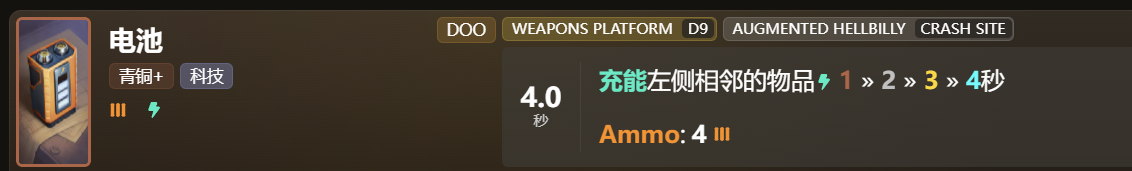 电池
青铜+ 科技
DOO
WEAPONS PLATFORM D9 AUGMENTED HELLBILLY CRASH SITE
4.0
秒
充能左侧相邻的物品 1 » 2 » 3 » 4秒
Ammo: 4